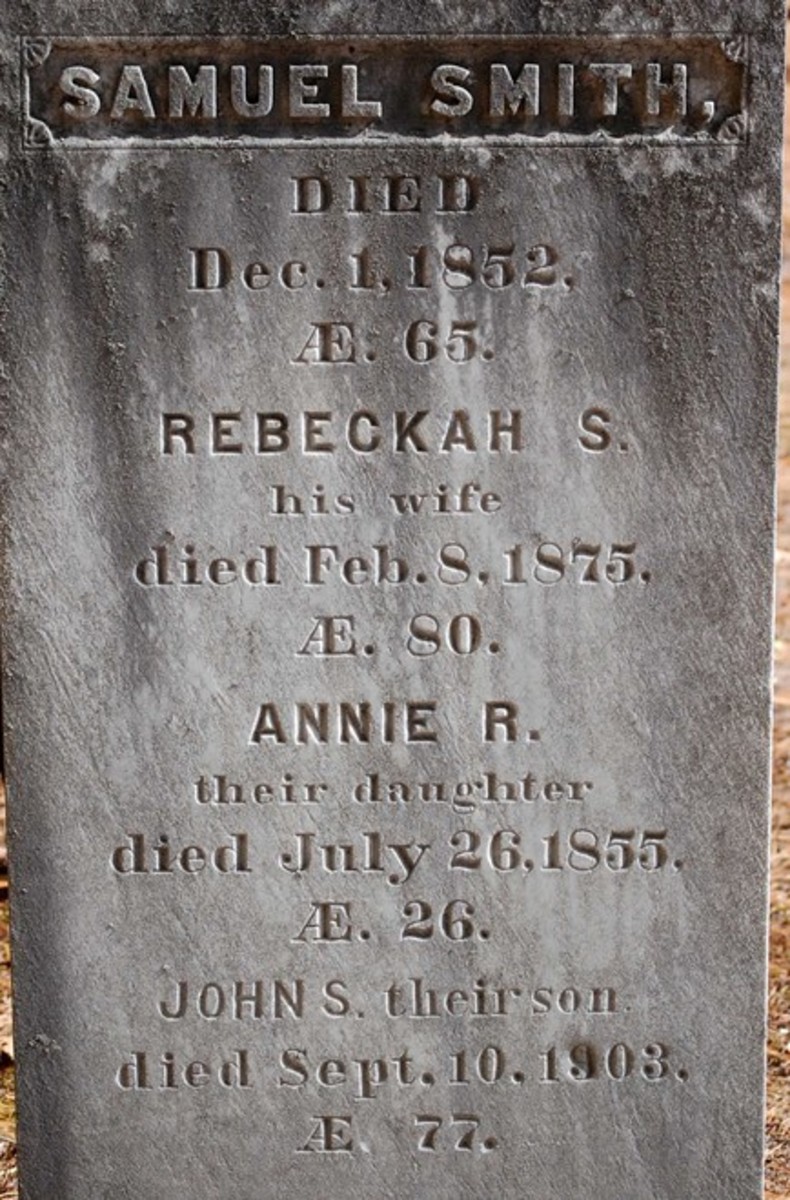 SAMUEL SMITH,
DIED
Dec. 1, 1852,
Æ. 65.
REBECKAH S.
his wife
died Feb. 8, 1875,
Æ. 80.
ANNIE R.
their daughter
died July 26, 1855,
Æ. 26.
JOHN S. their son.
died Sept. 10, 1903,
Æ. 77.